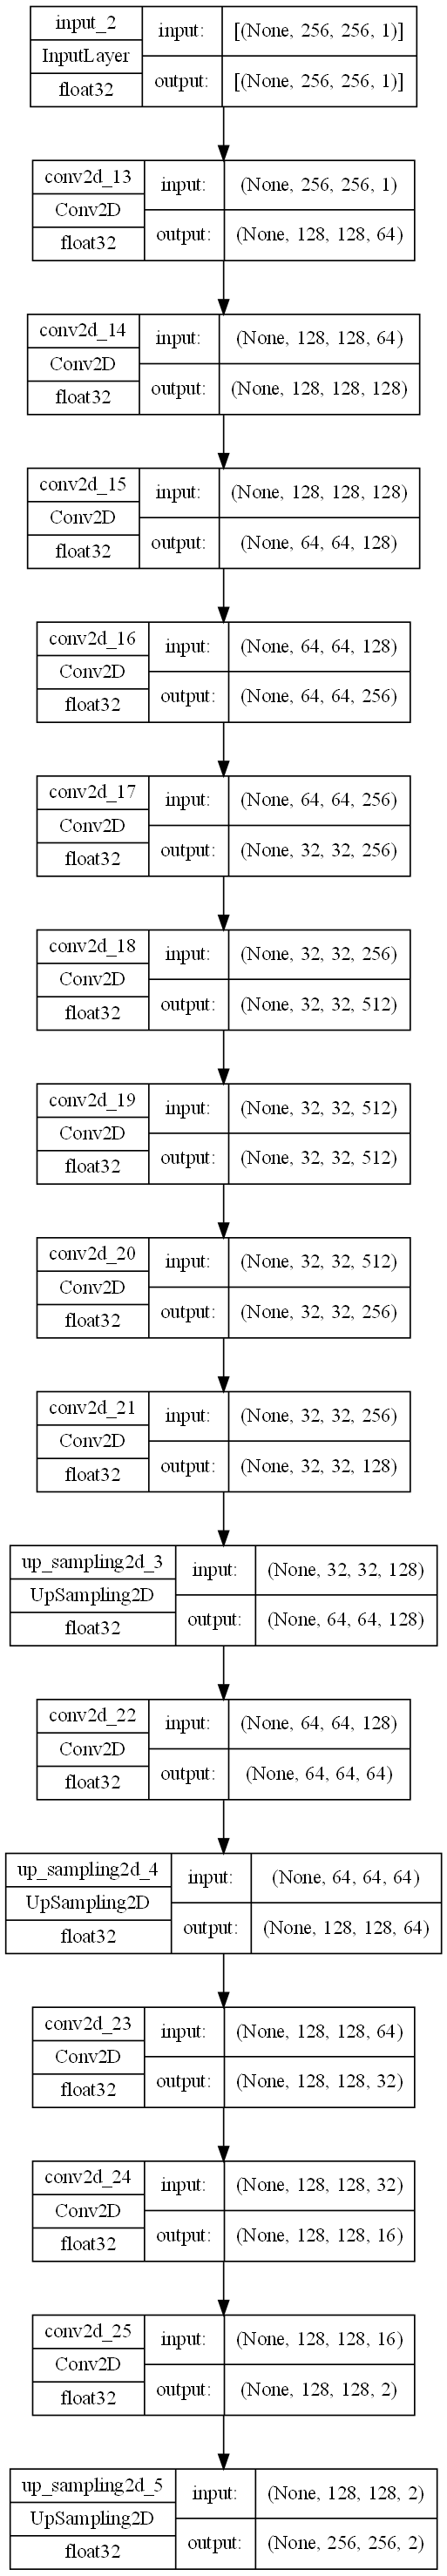 input_2
InputLayer
float32
input:
[(None, 256, 256, 1)]
output:
[(None, 256, 256, 1)]
conv2d_13
Conv2D
float32
input:
(None, 256, 256, 1)
output:
(None, 128, 128, 64)
conv2d_14
Conv2D
float32
input:
(None, 128, 128, 64)
output:
(None, 128, 128, 128)
conv2d_15
Conv2D
float32
input:
(None, 128, 128, 128)
output:
(None, 64, 64, 128)
conv2d_16
Conv2D
float32
input:
(None, 64, 64, 128)
output:
(None, 64, 64, 256)
conv2d_17
Conv2D
float32
input:
(None, 64, 64, 256)
output:
(None, 32, 32, 256)
conv2d_18
Conv2D
float32
input:
(None, 32, 32, 256)
output:
(None, 32, 32, 512)
conv2d_19
Conv2D
float32
input:
(None, 32, 32, 512)
output:
(None, 32, 32, 512)
conv2d_20
Conv2D
float32
input:
(None, 32, 32, 512)
output:
(None, 32, 32, 256)
conv2d_21
Conv2D
float32
input:
(None, 32, 32, 256)
output:
(None, 32, 32, 128)
up_sampling2d_3
UpSampling2D
float32
input:
(None, 32, 32, 128)
output:
(None, 64, 64, 128)
conv2d_22
Conv2D
float32
input:
(None, 64, 64, 128)
output:
(None, 64, 64, 64)
up_sampling2d_4
UpSampling2D
float32
input:
(None, 64, 64, 64)
output:
(None, 128, 128, 64)
conv2d_23
Conv2D
float32
input:
(None, 128, 128, 64)
output:
(None, 128, 128, 32)
conv2d_24
Conv2D
float32
input:
(None, 128, 128, 32)
output:
(None, 128, 128, 16)
conv2d_25
Conv2D
float32
input:
(None, 128, 128, 16)
output:
(None, 128, 128, 2)
up_sampling2d_5
UpSampling2D
float32
input:
(None, 128, 128, 2)
output:
(None, 256, 256, 2)